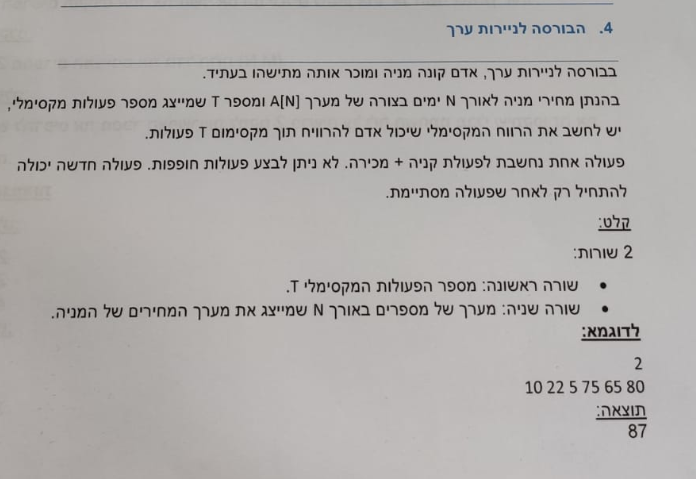 4. הבורסה לניירות ערך
בבורסה לניירות ערך, אדם קונה מניה ומוכר אותה מתישהו בעתיד.
בהנתן מחירי מניה לאורך N ימים בצורה של מערך A[N] ומספר T שמייצג מספר פעולות מקסימלי,
יש לחשב את הרווח המקסימלי שיכול אדם להרוויח תוך מקסימום T פעולות.
פעולה אחת נחשבת לפעולת קניה + מכירה. לא ניתן לבצע פעולות חופפות. פעולה חדשה יכולה
להתחיל רק לאחר שפעולה מסתיימת.
קלט:
2 שורות:
• שורה ראשונה: מספר הפעולות המקסימלי T.
• שורה שניה: מערך של מספרים באורך N שמייצג את מערך המחירים של המניה.
לדוגמא:
2
10 22 5 75 65 80
תוצאה:
87